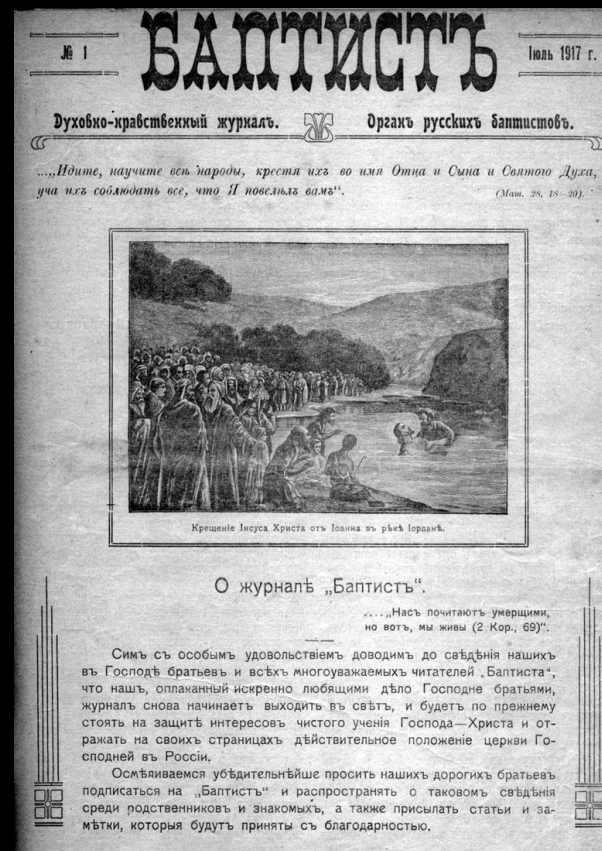 № 1
БАПТИСТЪ
Іюль 1917 г.
Духовно-нравственный журналъ.
Органъ русскихъ баптистовъ.
...„Идите, научите всѣ народы, крестя ихъ во имя Отца и Сына и Святого Духа,
уча ихъ соблюдать все, что Я повелѣлъ вамъ“.
(Мат. 28, 18—20).
Крещеніе Іисуса Христа отъ Іоанна въ рѣкѣ Іорданѣ.
О журналѣ „Баптистъ“.
....„Насъ почитаютъ умершими,
но вотъ, мы живы (2 Кор., 69)“.
Симъ съ особымъ удовольствіемъ доводимъ до свѣдѣнія нашихъ
въ Господѣ братьевъ и всѣхъ многоуважаемыхъ читателей „Баптиста“,
что нашъ, оплаканный искренно любящими дѣло Господне братьями,
журналъ снова начинаетъ выходить въ свѣтъ, и будетъ по прежнему
стоять на защитѣ интересовъ чистого ученія Господа—Христа и от-
ражать на своихъ страницахъ дѣйствительное положеніе церкви Го-
сподней въ Россіи.
Осмѣливаемся убѣдительнѣйше просить нашихъ дорогихъ братьевъ
подписаться на „Баптистъ“ и распространять о таковомъ свѣдѣнія
среди родственниковъ и знакомыхъ, а также присылать статьи и за-
мѣтки, которыя будутъ приняты съ благодарностью.